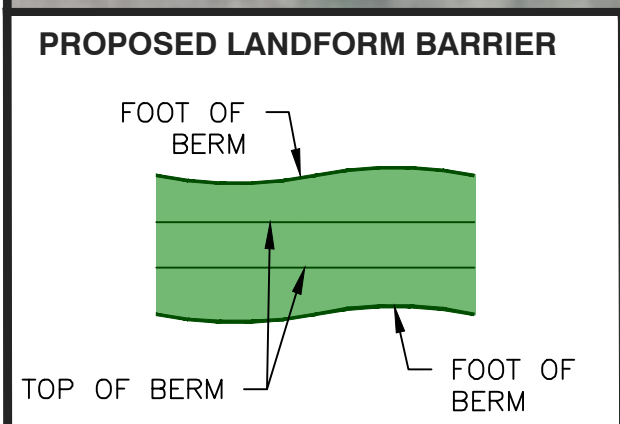 PROPOSED LANDFORM BARRIER
FOOT OF
BERM
TOP OF BERM
FOOT OF
BERM